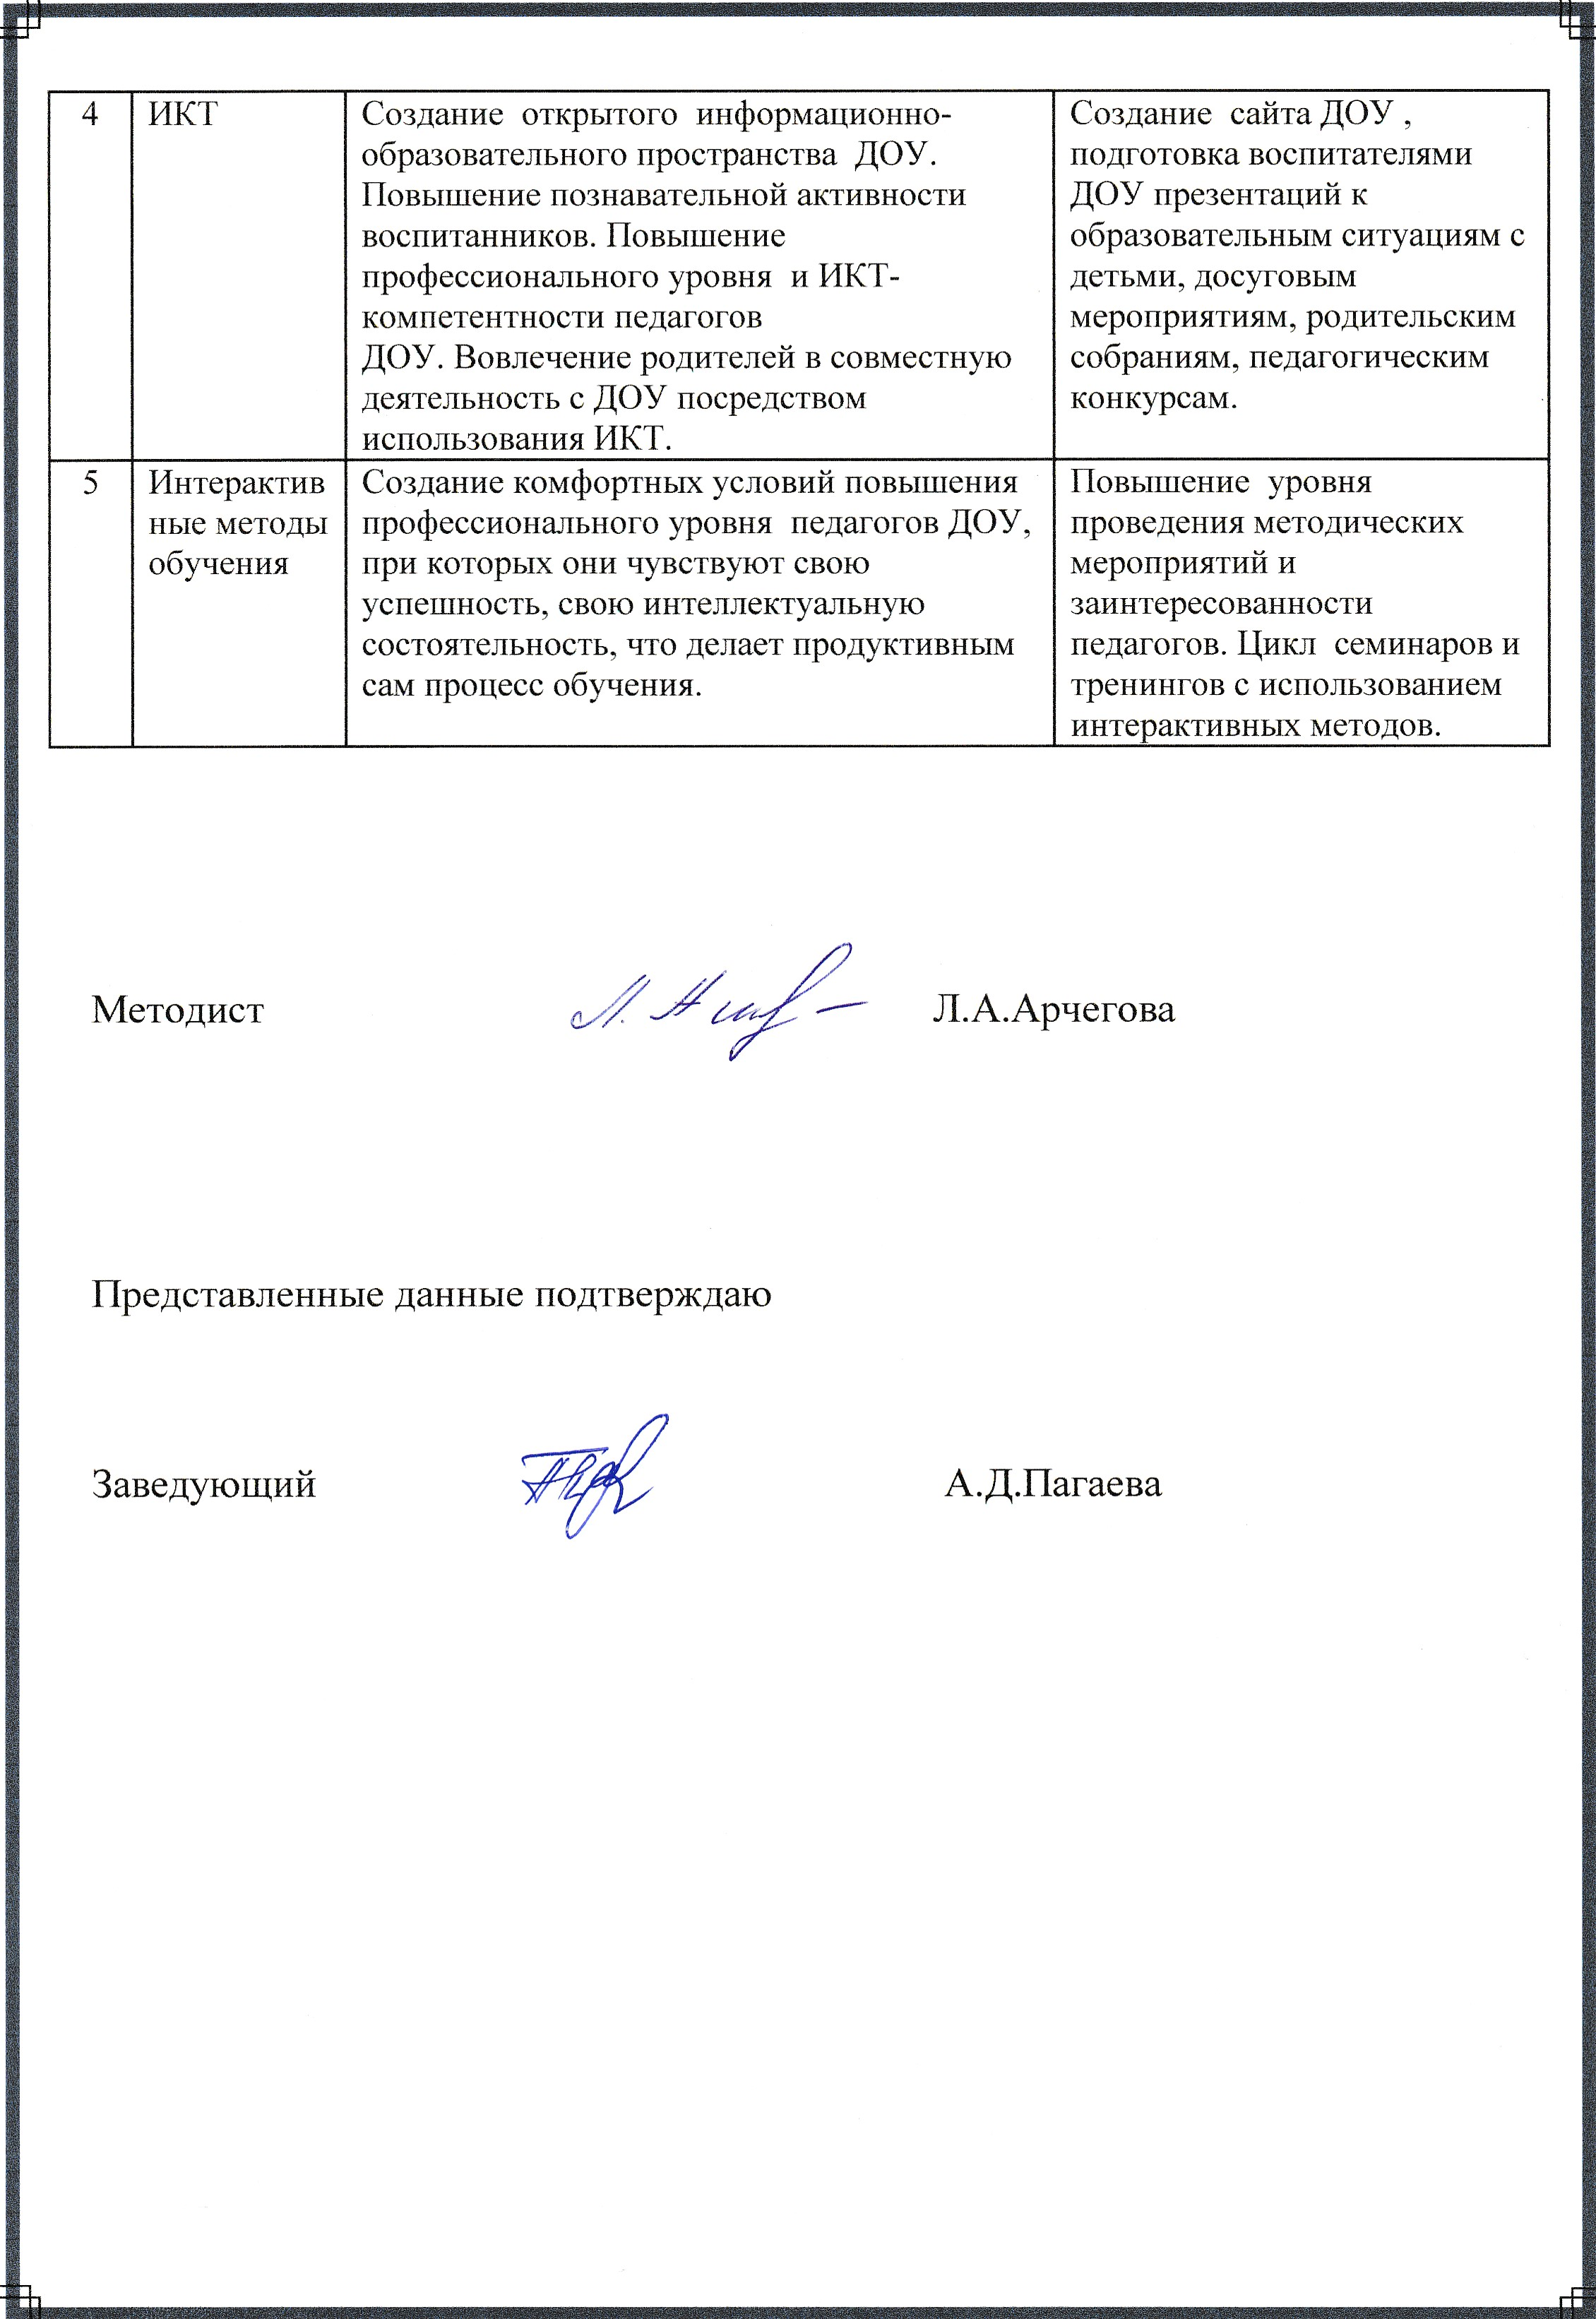 4
ИКТ
Создание открытого информационно-
образовательного пространства ДОУ.
Повышение познавательной активности
воспитанников. Повышение
профессионального уровня и ИКТ-
компетентности педагогов
ДОУ. Вовлечение родителей в совместную
деятельность с ДОУ посредством
использования ИКТ.
Создание сайта ДОУ ,
подготовка воспитателями
ДОУ презентаций к
образовательным ситуациям с
детьми, досуговым
мероприятиям, родительским
собраниям, педагогическим
конкурсам.
5
Интерактив
ные методы
обучения
Создание комфортных условий повышения
профессионального уровня педагогов ДОУ,
при которых они чувствуют свою
успешность, свою интеллектуальную
состоятельность, что делает продуктивным
сам процесс обучения.
Повышение уровня
проведения методических
мероприятий и
заинтересованности
педагогов. Цикл семинаров и
тренингов с использованием
интерактивных методов.
Методист Л.А.Арчегова
Представленные данные подтверждаю
Заведующий А.Д.Пагаева